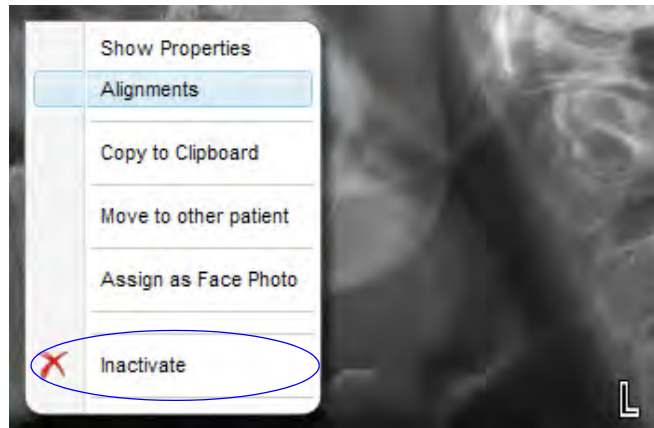 Show Properties
Alignments
Copy to Clipboard
Move to other patient
Assign as Face Photo
Inactivate
L